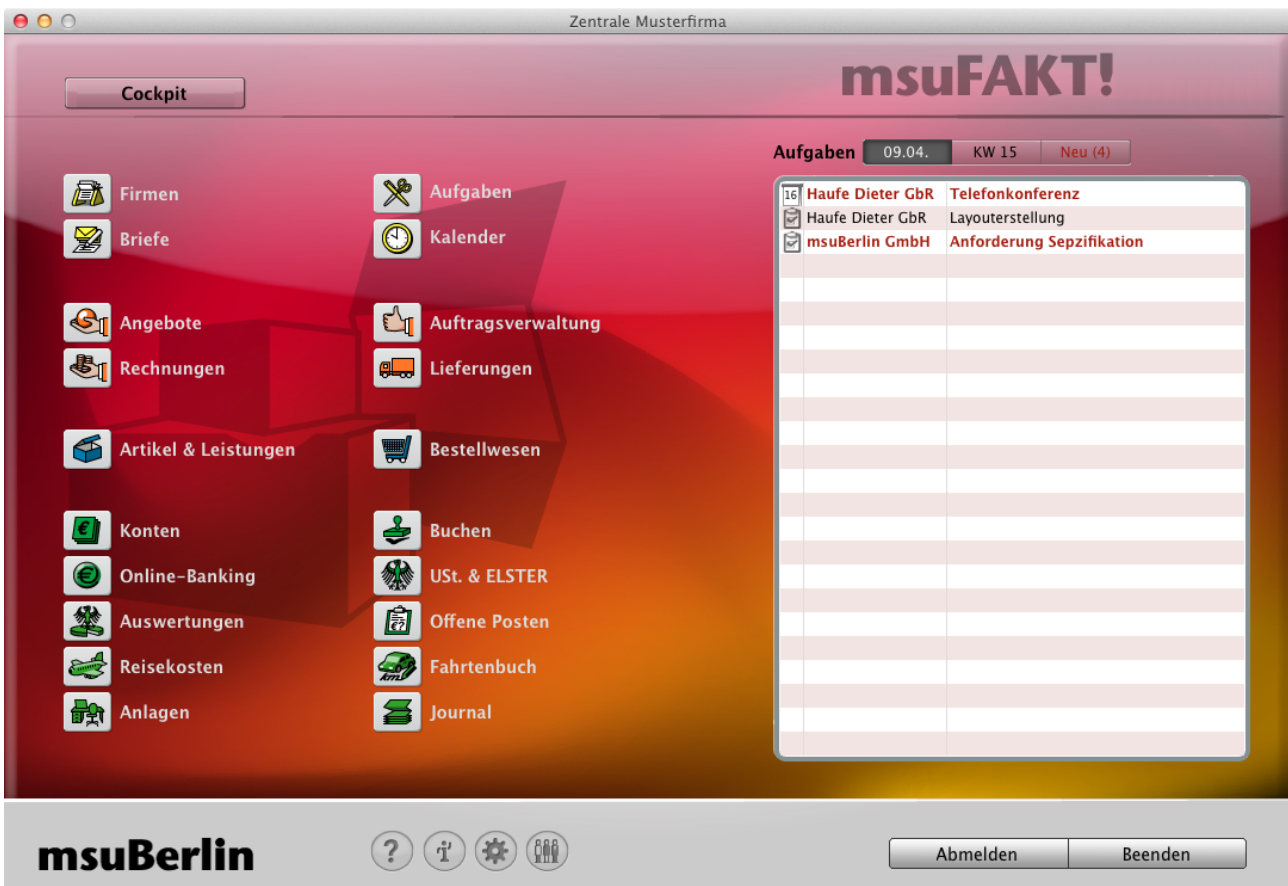 Zentrale Musterfirma
msuFAKT!
Cockpit
Aufgaben 09.04. KW 15 Neu (4)
Firmen
Aufgaben
Briefe
Kalender
Angebote
Auftragsverwaltung
Rechnungen
Lieferungen
Artikel & Leistungen
Bestellwesen
Konten
Buchen
Online-Banking
USt. & ELSTER
Auswertungen
Offene Posten
Reisekosten
Fahrtenbuch
km
Anlagen
Journal
16 Haufe Dieter GbR Telefonkonferenz
Haufe Dieter GbR Layouterstellung
msuBerlin GmbH Anforderung Sepzifikation
msuBerlin
? i
Abmelden
Beenden